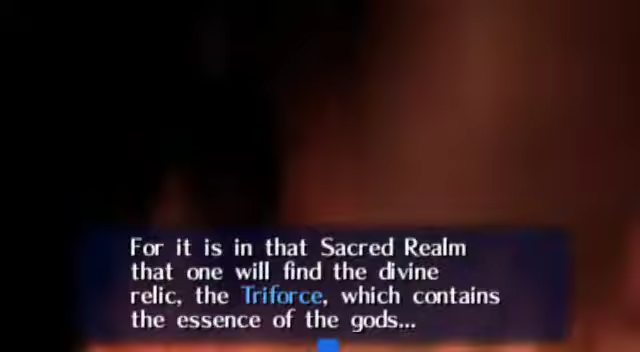 For it is in that Sacred Realm
that one will find the divine
relic, the Triforce, which contains
the essence of the gods...